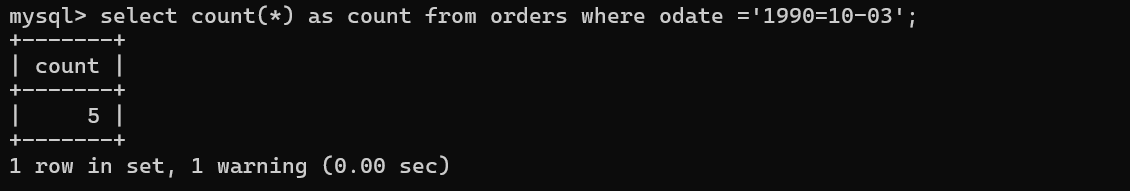 mysql> select count(*) as count from orders where odate ='1990=10-03';
+-------+
| count |
+-------+
|     5 |
+-------+
1 row in set, 1 warning (0.00 sec)